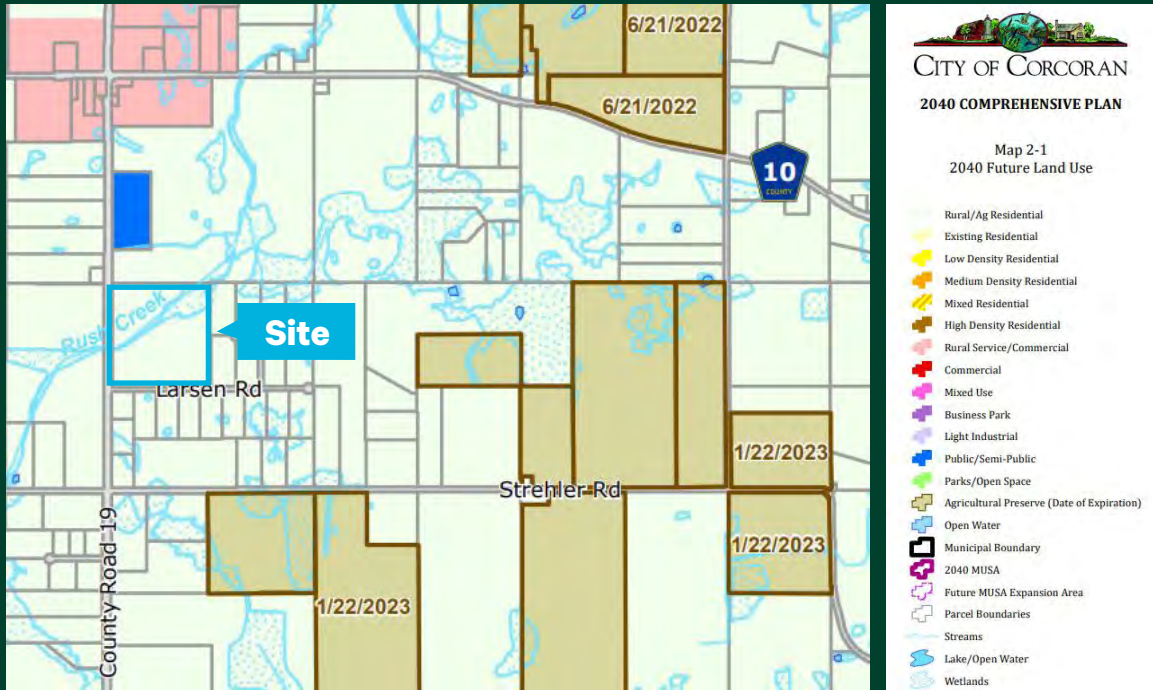 6/21/2022
6/21/2022
10
COUNTY
Rush Creek
Site
Larsen Rd
1/22/2023
Strehler Rd
1/22/2023
1/22/2023
County Road 19
CITY OF CORCORAN
2040 COMPREHENSIVE PLAN
Map 2-1
2040 Future Land Use
Rural/Ag Residential
Existing Residential
Low Density Residential
Medium Density Residential
Mixed Residential
High Density Residential
Rural Service/Commercial
Commercial
Mixed Use
Business Park
Light Industrial
Public/Semi-Public
Parks/Open Space
Agricultural Preserve (Date of Expiration)
Open Water
Municipal Boundary
2040 MUSA
Future MUSA Expansion Area
Parcel Boundaries
Streams
Lake/Open Water
Wetlands